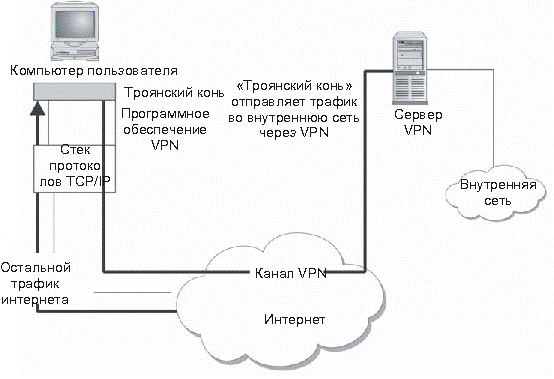 Компьютер пользователя
Троянский конь
Программное
обеспечение
VPN
Стек
протоко
лов TCP/IP
«Троянский конь»
отправляет трафик
во внутреннюю сеть
через VPN
Сервер
VPN
Внутренняя
сеть
Остальной
трафик
интернета
Канал VPN
Интернет